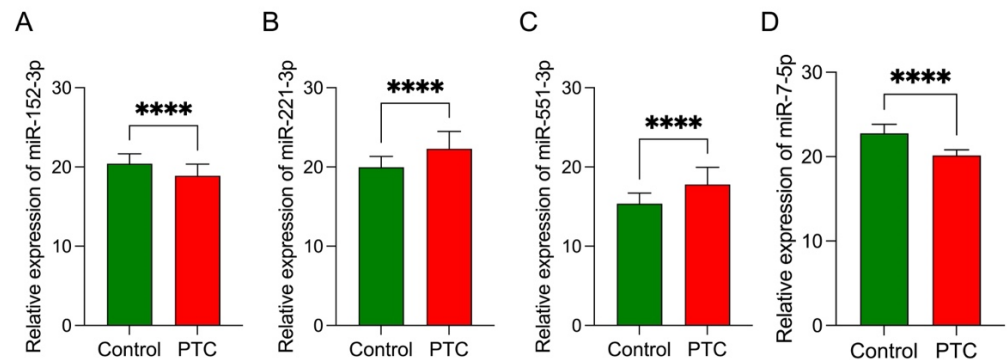 A
Relative expression of miR-152-3p
30
20
10
0
****
Control PTC
B
Relative expression of miR-221-3p
30
20
10
0
****
Control PTC
C
Relative expression of miR-551-3p
30
20
10
0
****
Control PTC
D
Relative expression of miR-7-5p
30
20
10
0
****
Control PTC